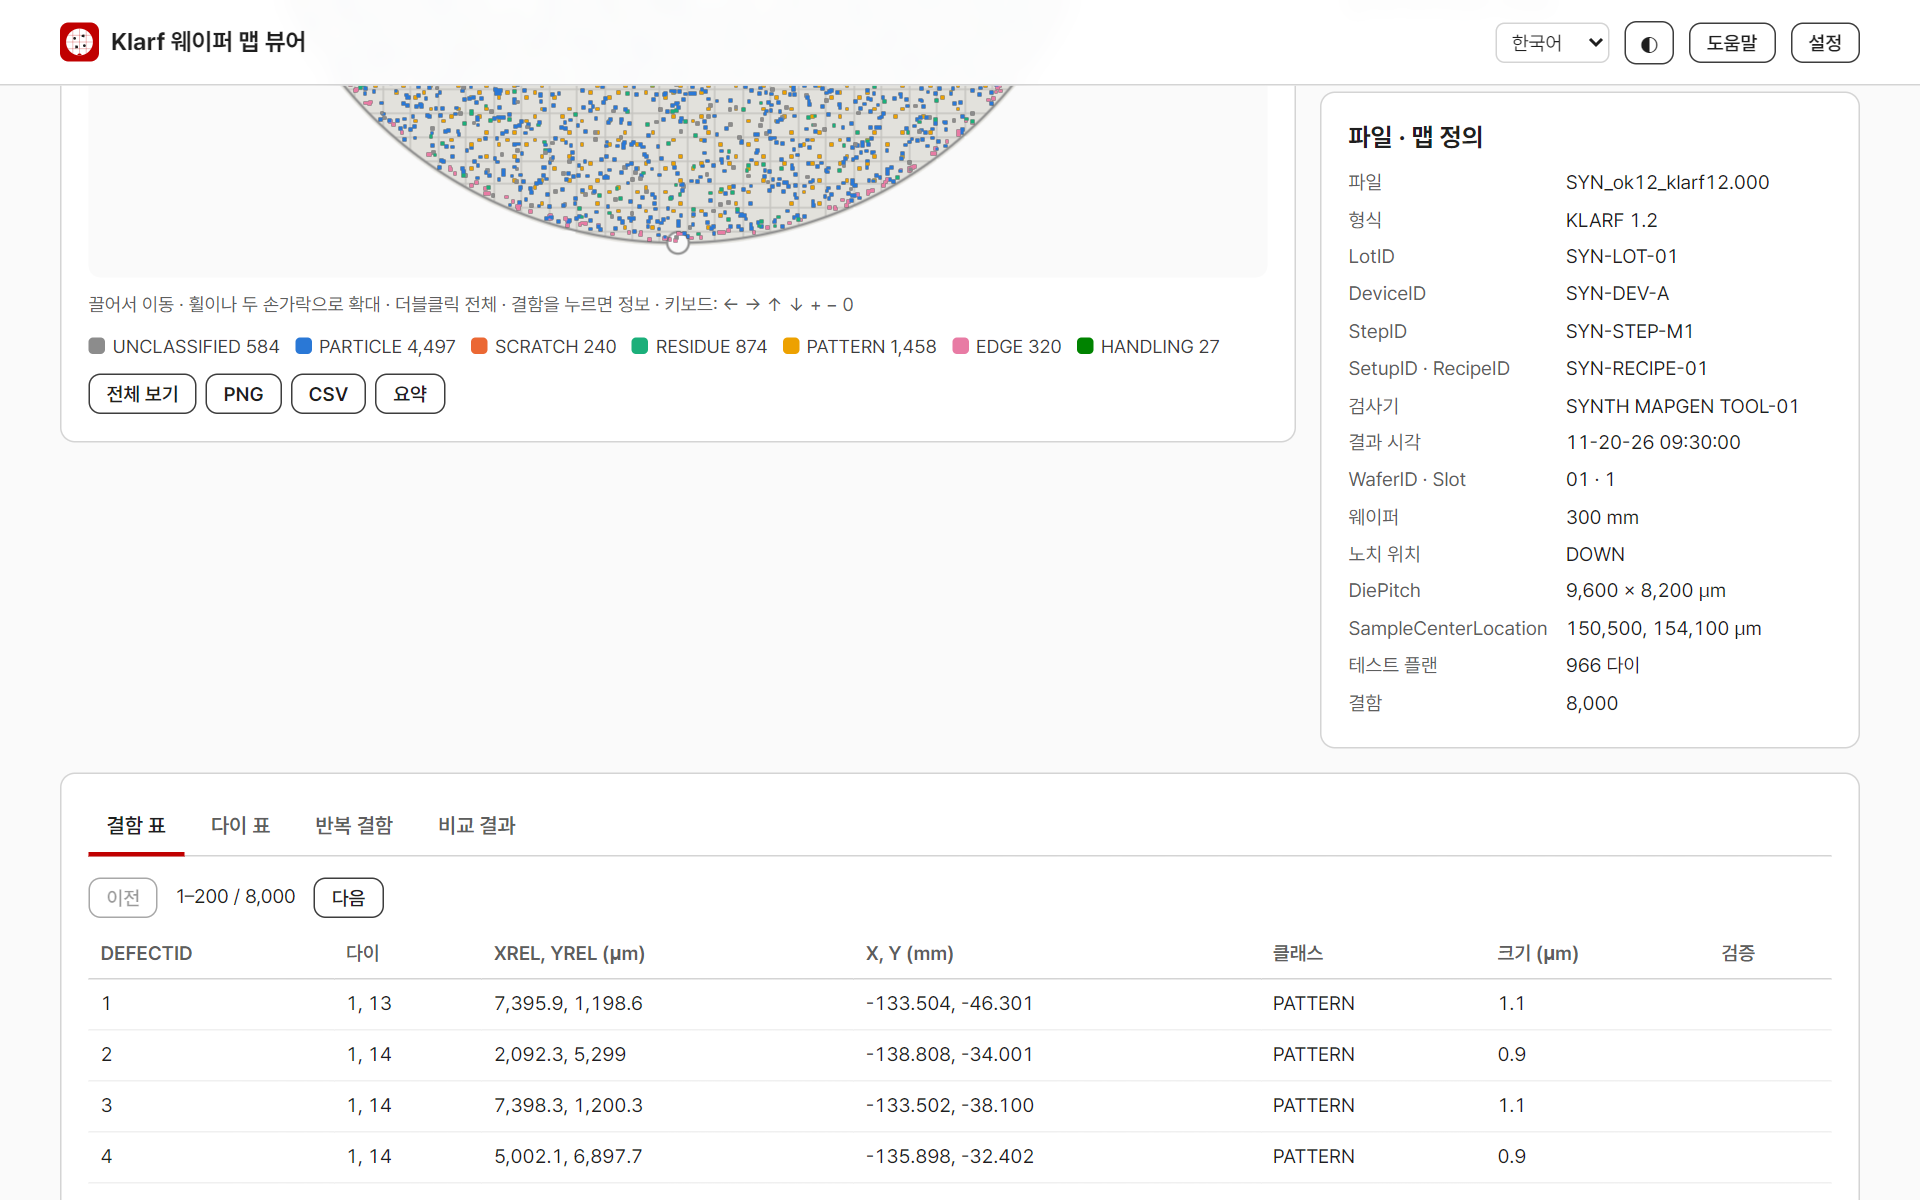 Klarf 웨이퍼 맵 뷰어
한국어
도움말
설정
끌어서 이동 · 휠이나 두 손가락으로 확대 · 더블클릭 전체 · 결함을 누르면 정보 · 키보드: ← → ↑ ↓ + − 0
UNCLASSIFIED 584 PARTICLE 4,497 SCRATCH 240 RESIDUE 874 PATTERN 1,458 EDGE 320 HANDLING 27
전체 보기 PNG CSV 요약
파일 · 맵 정의
파일 SYN_ok12_klarf12.000
형식 KLARF 1.2
LotID SYN-LOT-01
DeviceID SYN-DEV-A
StepID SYN-STEP-M1
SetupID · RecipeID SYN-RECIPE-01
검사기 SYNTH MAPGEN TOOL-01
결과 시각 11-20-26 09:30:00
WaferID · Slot 01 · 1
웨이퍼 300 mm
노치 위치 DOWN
DiePitch 9,600 × 8,200 µm
SampleCenterLocation 150,500, 154,100 µm
테스트 플랜 966 다이
결함 8,000
결함 표 다이 표 반복 결함 비교 결과
이전 1–200 / 8,000 다음
DEFECTID 다이 XREL, YREL (µm) X, Y (mm) 클래스 크기 (µm) 검증
1 1, 13 7,395.9, 1,198.6 -133.504, -46.301 PATTERN 1.1
2 1, 14 2,092.3, 5,299 -138.808, -34.001 PATTERN 0.9
3 1, 14 7,398.3, 1,200.3 -133.502, -38.100 PATTERN 1.1
4 1, 14 5,002.1, 6,897.7 -135.898, -32.402 PATTERN 0.9